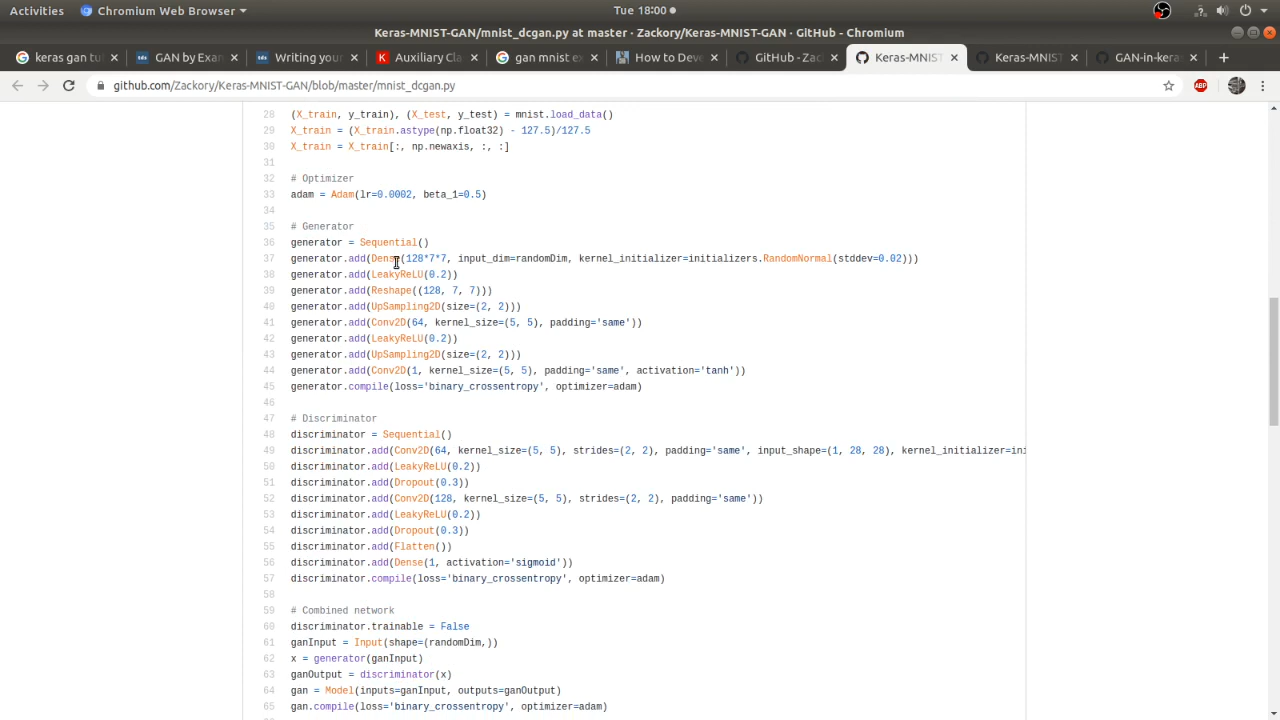 Activities Chromium Web Browser Tue 18:00
Keras-MNIST-GAN/mnist_dcgan.py at master · Zackory/Keras-MNIST-GAN · GitHub - Chromium
keras gan tu GAN by Exam Writing your Auxiliary Cla gan mnist ex How to Deve GitHub - Zac Keras-MNIST Keras-MNIST GAN-in-keras
github.com/Zackory/Keras-MNIST-GAN/blob/master/mnist_dcgan.py ABP
28 (X_train, y_train), (X_test, y_test) = mnist.load_data()
29 X_train = (X_train.astype(np.float32) - 127.5)/127.5
30 X_train = X_train[:, np.newaxis, :, :]
31
32 # Optimizer
33 adam = Adam(lr=0.0002, beta_1=0.5)
34
35 # Generator
36 generator = Sequential()
37 generator.add(Dense(128*7*7, input_dim=randomDim, kernel_initializer=initializers.RandomNormal(stddev=0.02)))
38 generator.add(LeakyReLU(0.2))
39 generator.add(Reshape((128, 7, 7)))
40 generator.add(UpSampling2D(size=(2, 2)))
41 generator.add(Conv2D(64, kernel_size=(5, 5), padding='same'))
42 generator.add(LeakyReLU(0.2))
43 generator.add(UpSampling2D(size=(2, 2)))
44 generator.add(Conv2D(1, kernel_size=(5, 5), padding='same', activation='tanh'))
45 generator.compile(loss='binary_crossentropy', optimizer=adam)
46
47 # Discriminator
48 discriminator = Sequential()
49 discriminator.add(Conv2D(64, kernel_size=(5, 5), strides=(2, 2), padding='same', input_shape=(1, 28, 28), kernel_initializer=ini
50 discriminator.add(LeakyReLU(0.2))
51 discriminator.add(Dropout(0.3))
52 discriminator.add(Conv2D(128, kernel_size=(5, 5), strides=(2, 2), padding='same'))
53 discriminator.add(LeakyReLU(0.2))
54 discriminator.add(Dropout(0.3))
55 discriminator.add(Flatten())
56 discriminator.add(Dense(1, activation='sigmoid'))
57 discriminator.compile(loss='binary_crossentropy', optimizer=adam)
58
59 # Combined network
60 discriminator.trainable = False
61 ganInput = Input(shape=(randomDim,))
62 x = generator(ganInput)
63 ganOutput = discriminator(x)
64 gan = Model(inputs=ganInput, outputs=ganOutput)
65 gan.compile(loss='binary_crossentropy', optimizer=adam)